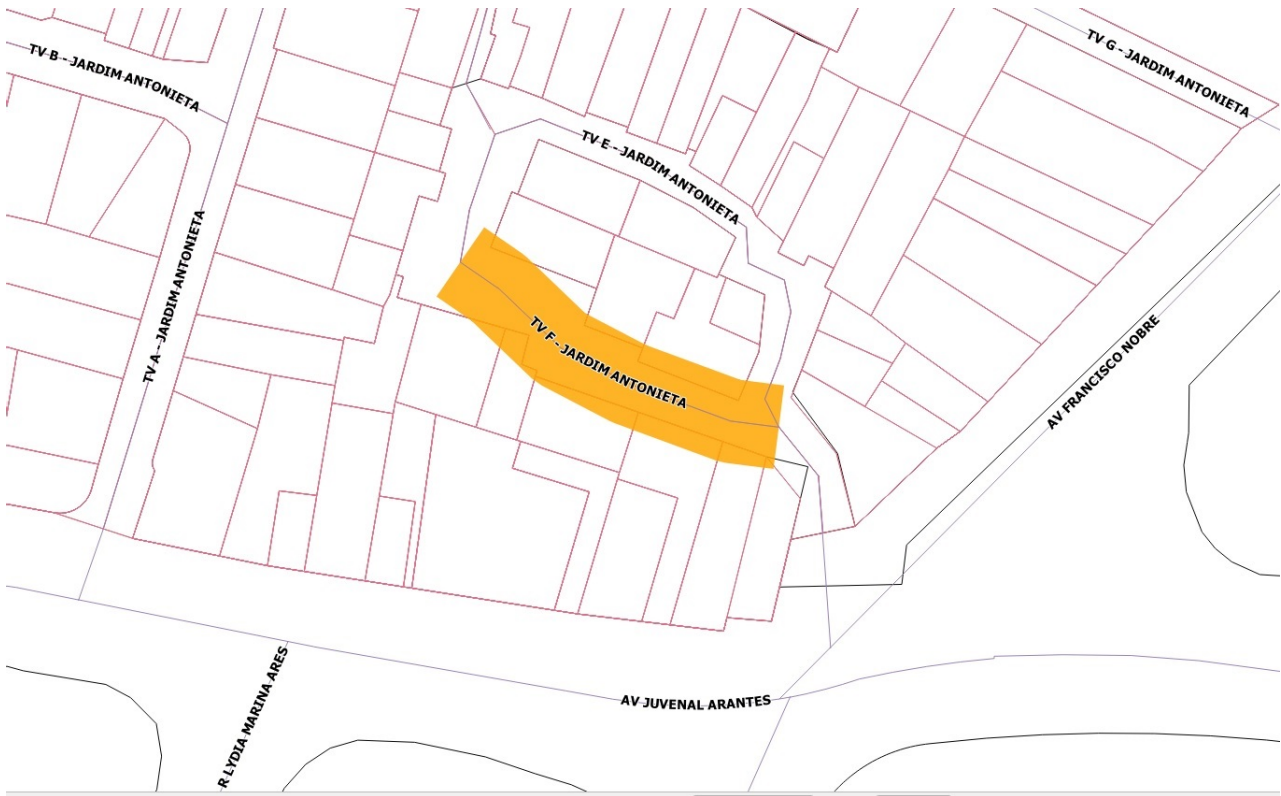 TV B - JARDIM ANTONIETA
TV G - JARDIM ANTONIETA
TV E - JARDIM ANTONIETA
TV A - JARDIM ANTONIETA
TV F - JARDIM ANTONIETA
AV FRANCISCO NOBRE
R LYDIA MARINA ARES
AV JUVENAL ARANTES